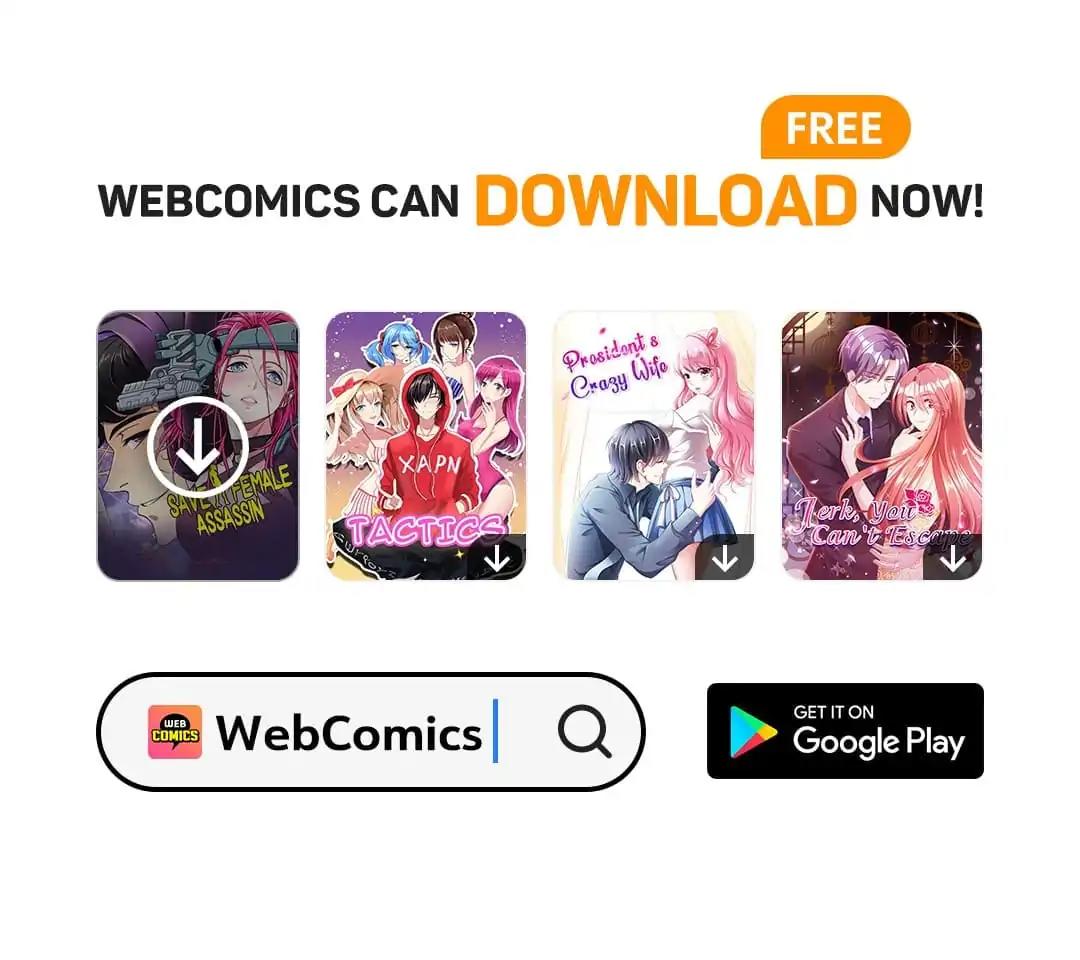 FREE
WEBCOMICS CAN DOWNLOAD NOW!
SAVE A FEMALE
ASSASSIN
XAPN
TACTICS
President's
Crazy Wife
Jerk, You
Can't Escape
WEB
COMICS
WebComics
GET IT ON
Google Play